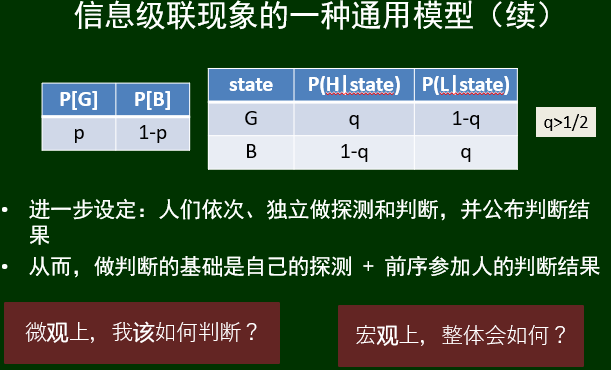 信息级联现象的一种通用模型（续）
P[G] P[B]
p 1-p
state P(H|state) P(L|state)
G q 1-q
B 1-q q
q>1/2
• 进一步设定：人们依次、独立做探测和判断，并公布判断结
果
• 从而，做判断的基础是自己的探测 + 前序参加人的判断结果
微观上，我该如何判断？
宏观上，整体会如何？